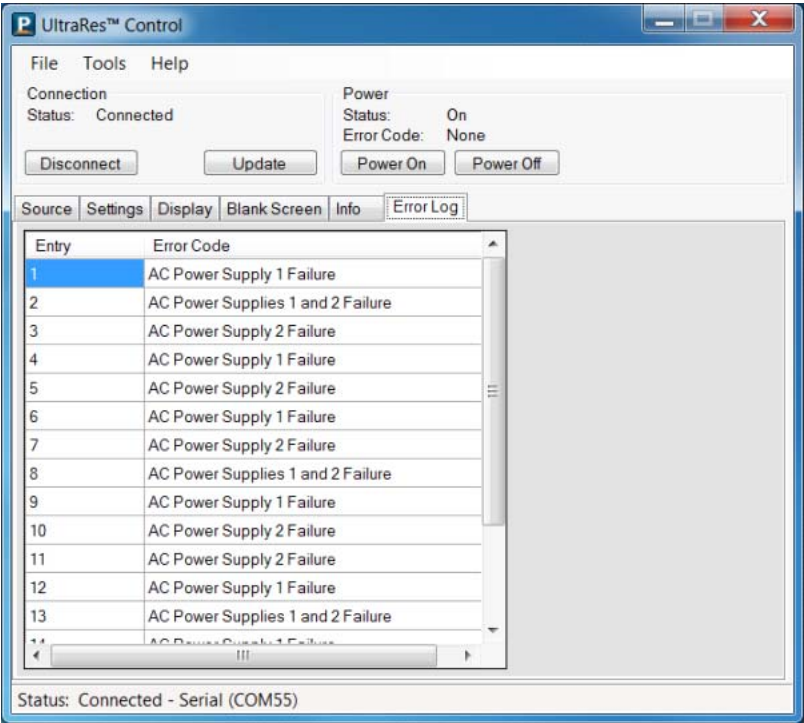 UltraRes™ Control
File Tools Help
Connection
Status: Connected
Disconnect Update
Power
Status: On
Error Code: None
Power On Power Off
Source Settings Display Blank Screen Info Error Log
Entry Error Code
1 AC Power Supply 1 Failure
2 AC Power Supplies 1 and 2 Failure
3 AC Power Supply 2 Failure
4 AC Power Supply 1 Failure
5 AC Power Supply 2 Failure
6 AC Power Supply 1 Failure
7 AC Power Supply 2 Failure
8 AC Power Supplies 1 and 2 Failure
9 AC Power Supply 1 Failure
10 AC Power Supply 2 Failure
11 AC Power Supply 2 Failure
12 AC Power Supply 1 Failure
13 AC Power Supplies 1 and 2 Failure
14 AC Power Supply 1 Failure
Status: Connected - Serial (COM55)